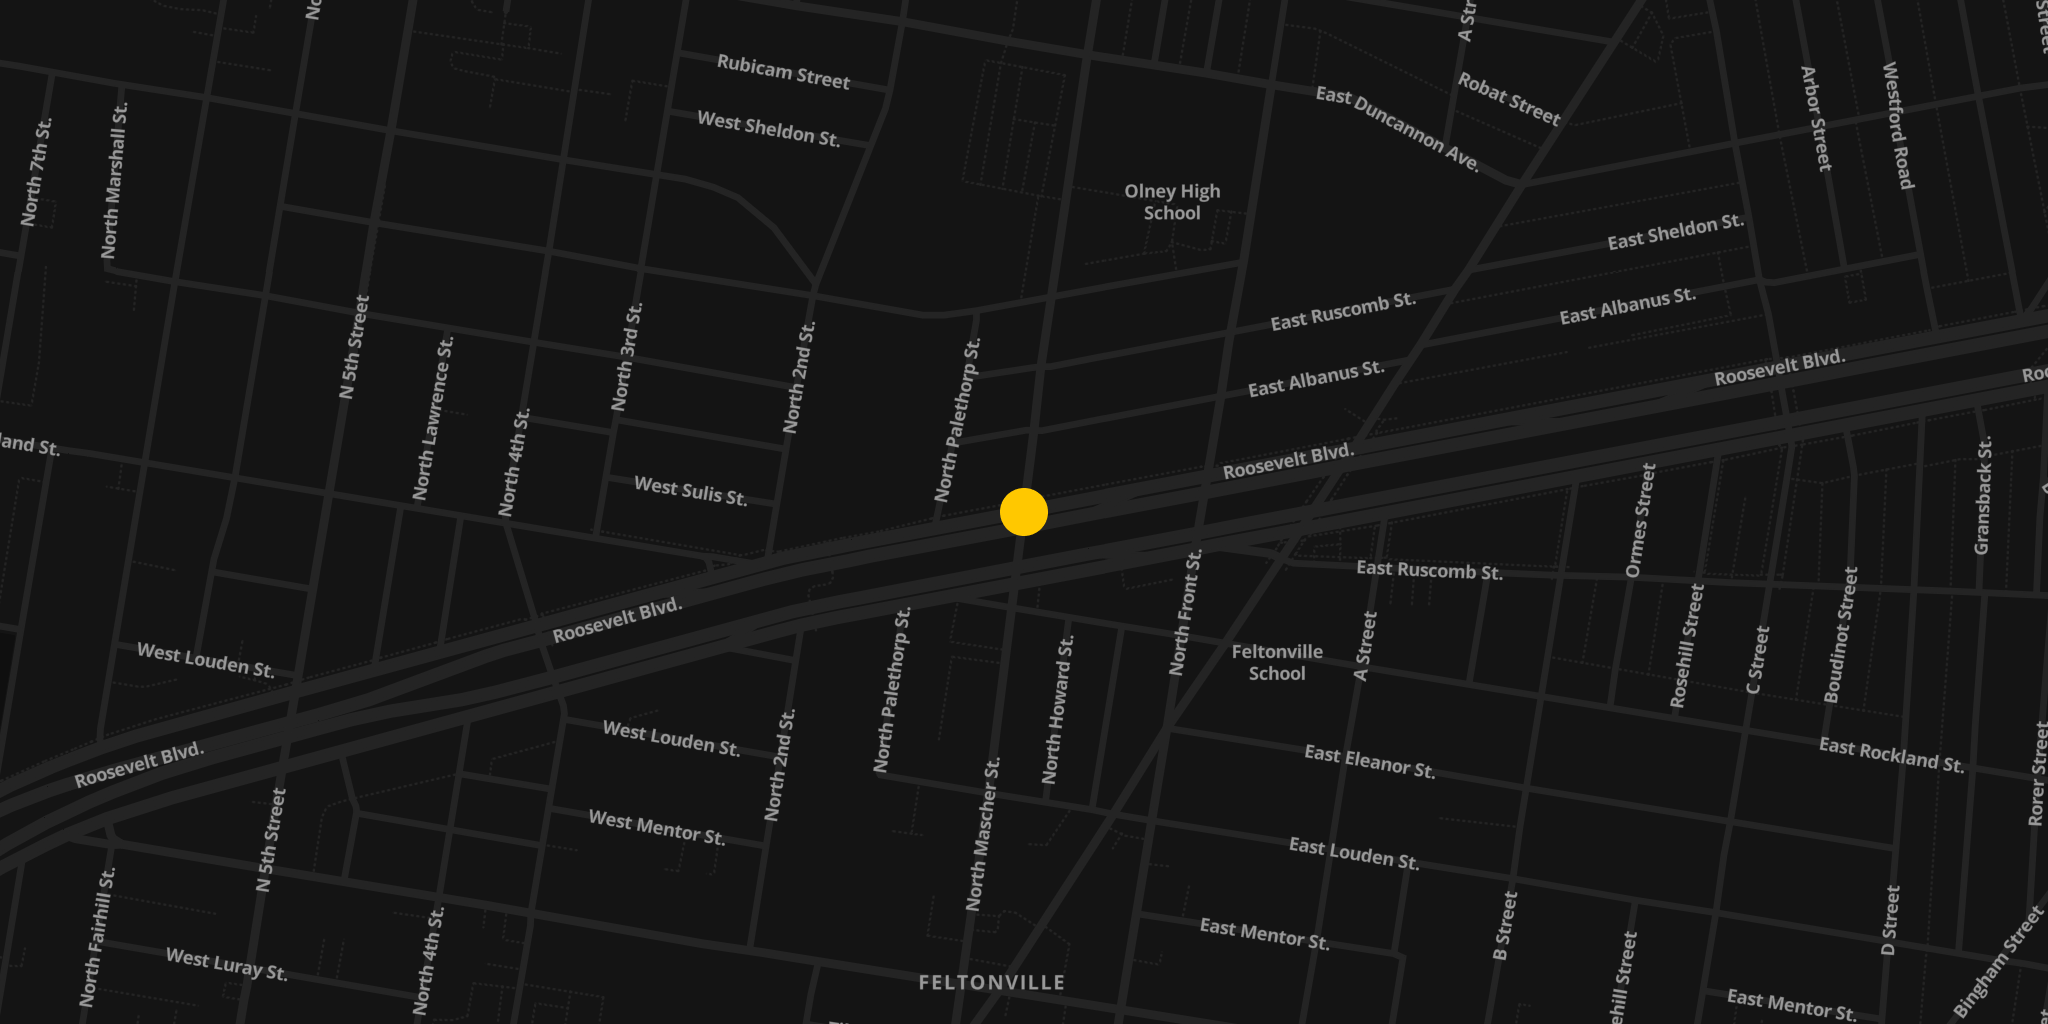 Rubicam Street
West Sheldon St.
A Str
Robat Street
East Duncannon Ave.
Arbor Street
Westford Road
North 7th St.
North Marshall St.
Olney High
School
East Sheldon St.
East Albanus St.
East Ruscomb St.
East Albanus St.
N 5th Street
North Lawrence St.
North 3rd St.
North 2nd St.
North Palethorp St.
North 4th St.
West Sulis St.
land St.
Roosevelt Blvd.
Roosevelt Blvd.
Roo
Gransback St.
Ormes Street
East Ruscomb St.
North Front St.
A Street
Rosehill Street
C Street
Boudinot Street
Roosevelt Blvd.
West Louden St.
Feltonville
School
North Palethorp St.
North Howard St.
Roosevelt Blvd.
West Louden St.
North 2nd St.
North Mascher St.
East Eleanor St.
East Rockland St.
Rorer Street
N 5th Street
West Mentor St.
East Louden St.
North Fairhill St.
West Luray St.
North 4th St.
East Mentor St.
B Street
ehill Street
D Street
Bingham Street
East Mentor St.
FELTONVILLE